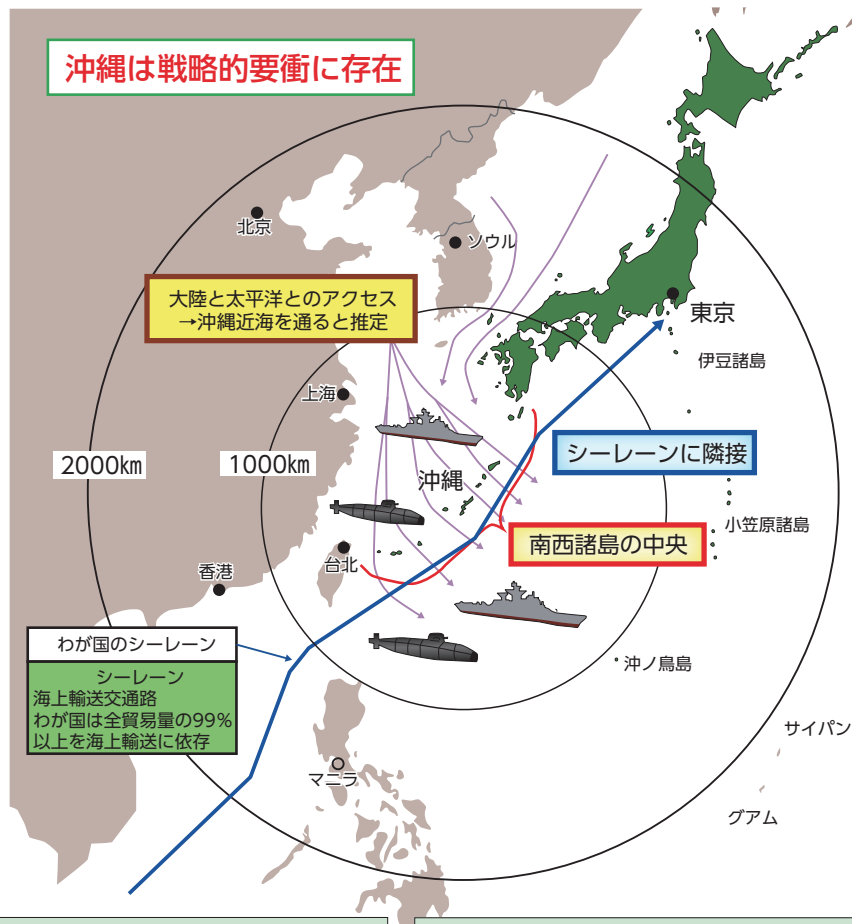 沖縄は戦略的要衝に存在
北京
ソウル
大陸と太平洋とのアクセス
→沖縄近海を通ると推定
東京
伊豆諸島
上海
2000km
1000km
沖縄
シーレーンに隣接
小笠原諸島
南西諸島の中央
台北
香港
わが国のシーレーン
シーレーン
海上輸送交通路
わが国は全貿易量の99%
以上を海上輸送に依存
沖ノ鳥島
サイパン
マニラ
グアム